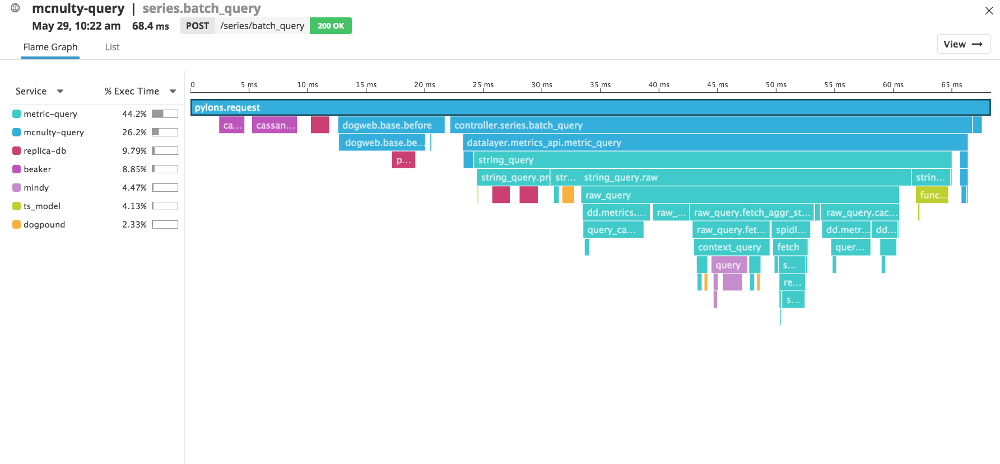 mcnulty-query | series.batch_query
May 29, 10:22 am 68.4 ms POST /series/batch_query 200 OK
Flame Graph List
View →
Service % Exec Time
metric-query 44.2%
mcnulty-query 26.2%
replica-db 9.79%
beaker 8.85%
mindy 4.47%
ts_model 4.13%
dogpound 2.33%
0 5 ms 10 ms 15 ms 20 ms 25 ms 30 ms 35 ms 40 ms 45 ms 50 ms 55 ms 60 ms 65 ms
pylons.request
ca... cassan... dogweb.base.before controller.series.batch_query
dogweb.base.be... datalayer.metrics_api.metric_query
p... string_query
string_query.pr str... string_query.raw strin...
raw_query func...
dd.metrics.... raw_... raw_query.fetch_aggr_st... raw_query.cac...
query_ca... raw_query.fet... spidl... dd.metr... dd...
context_query fetch quer...
query s...
re...
s...